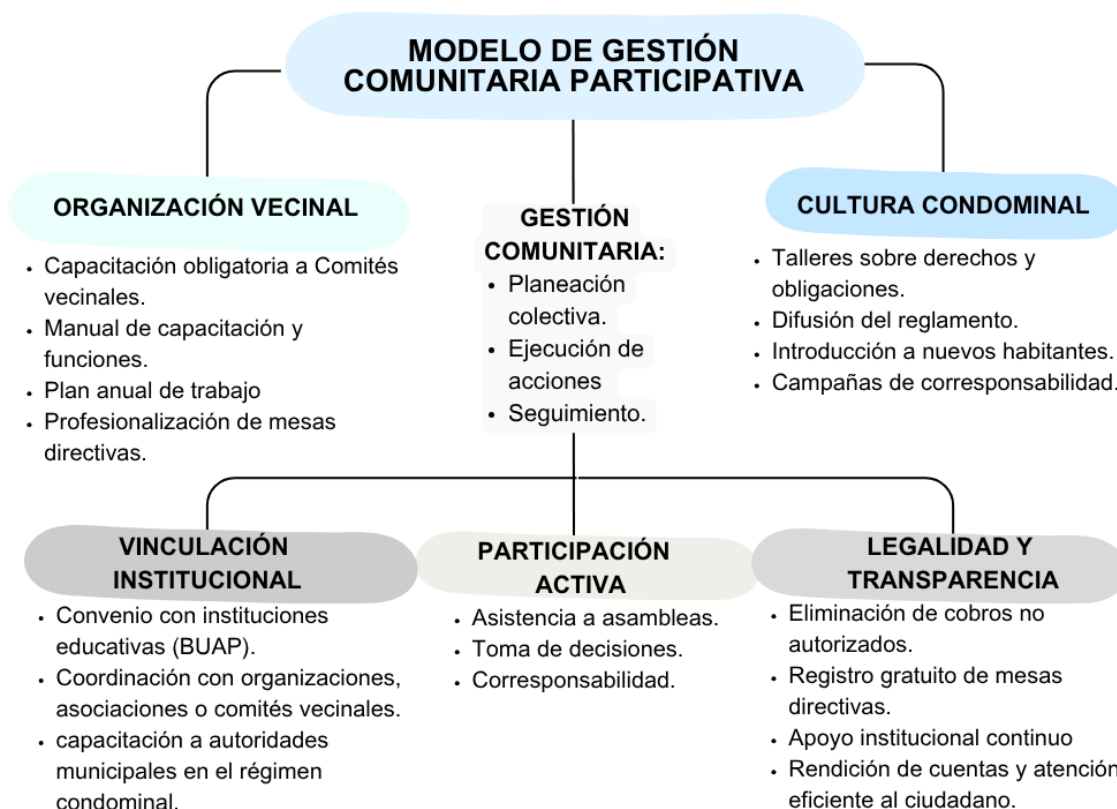 MODELO DE GESTIÓN
COMUNITARIA PARTICIPATIVA
ORGANIZACIÓN VECINAL
• Capacitación obligatoria a Comités
vecinales.
• Manual de capacitación y
funciones.
• Plan anual de trabajo
• Profesionalización de mesas
directivas.
GESTIÓN
COMUNITARIA:
• Planeación
colectiva.
• Ejecución de
acciones
• Seguimiento.
CULTURA CONDOMINAL
• Talleres sobre derechos y
obligaciones.
• Difusión del reglamento.
• Introducción a nuevos habitantes.
• Campañas de corresponsabilidad.
VINCULACIÓN
INSTITUCIONAL
• Convenio con instituciones
educativas (BUAP).
• Coordinación con organizaciones,
asociaciones o comités vecinales.
• capacitación a autoridades
municipales en el régimen
condominal.
PARTICIPACIÓN
ACTIVA
• Asistencia a asambleas.
• Toma de decisiones.
• Corresponsabilidad.
LEGALIDAD Y
TRANSPARENCIA
• Eliminación de cobros no
autorizados.
• Registro gratuito de mesas
directivas.
• Apoyo institucional continuo
• Rendición de cuentas y atención
eficiente al ciudadano.